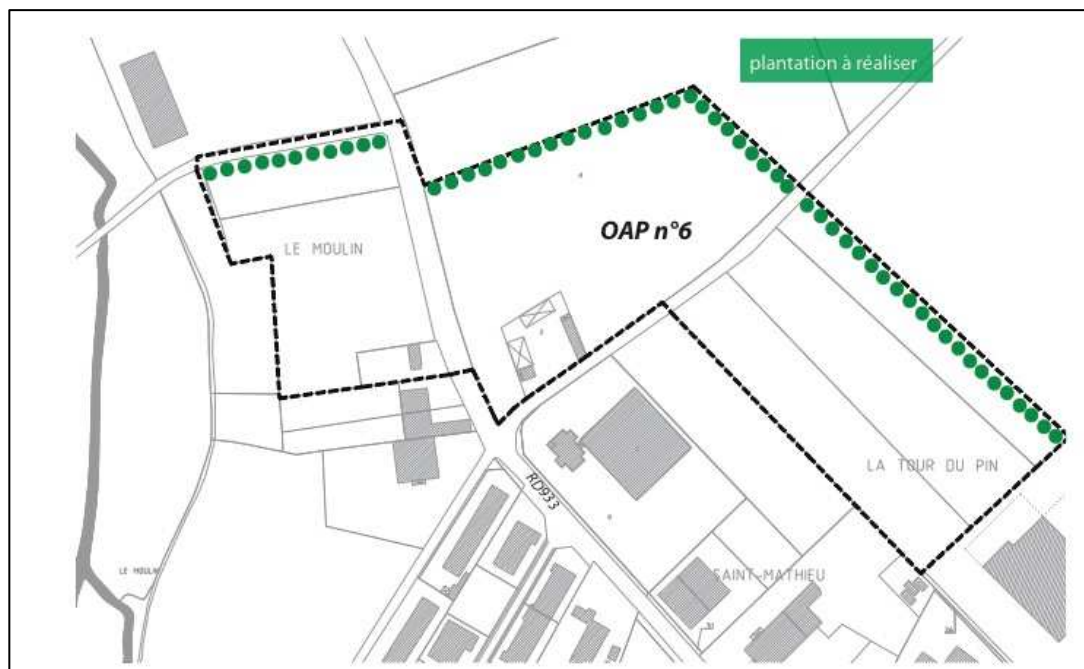 plantation à réaliser
OAP n°6
LE MOULIN
LA TOUR DU PIN
RD933
LE MOULIN
SAINT-MATHIEU